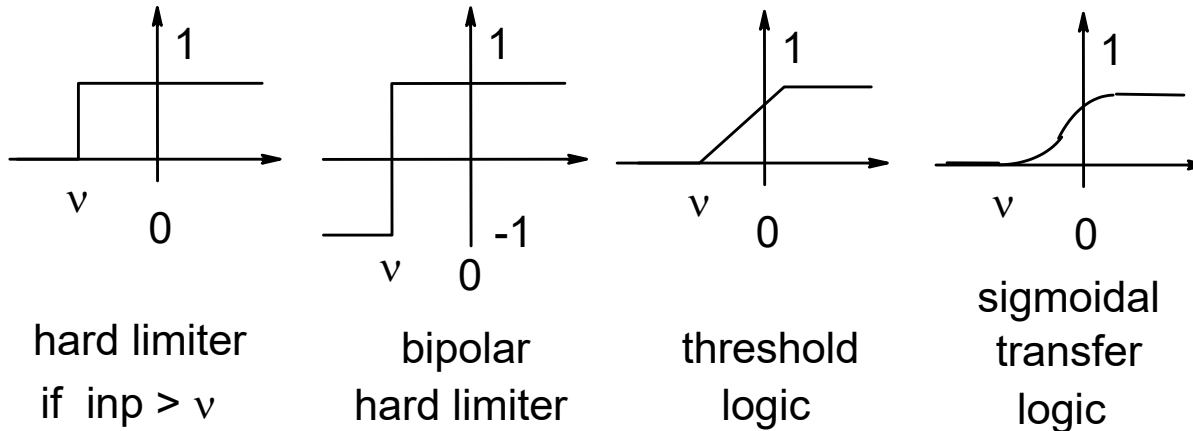 1
ν
0
hard limiter
if inp > ν
1
-1
ν
0
bipolar
hard limiter
1
ν
0
threshold
logic
1
ν
0
sigmoidal
transfer
logic